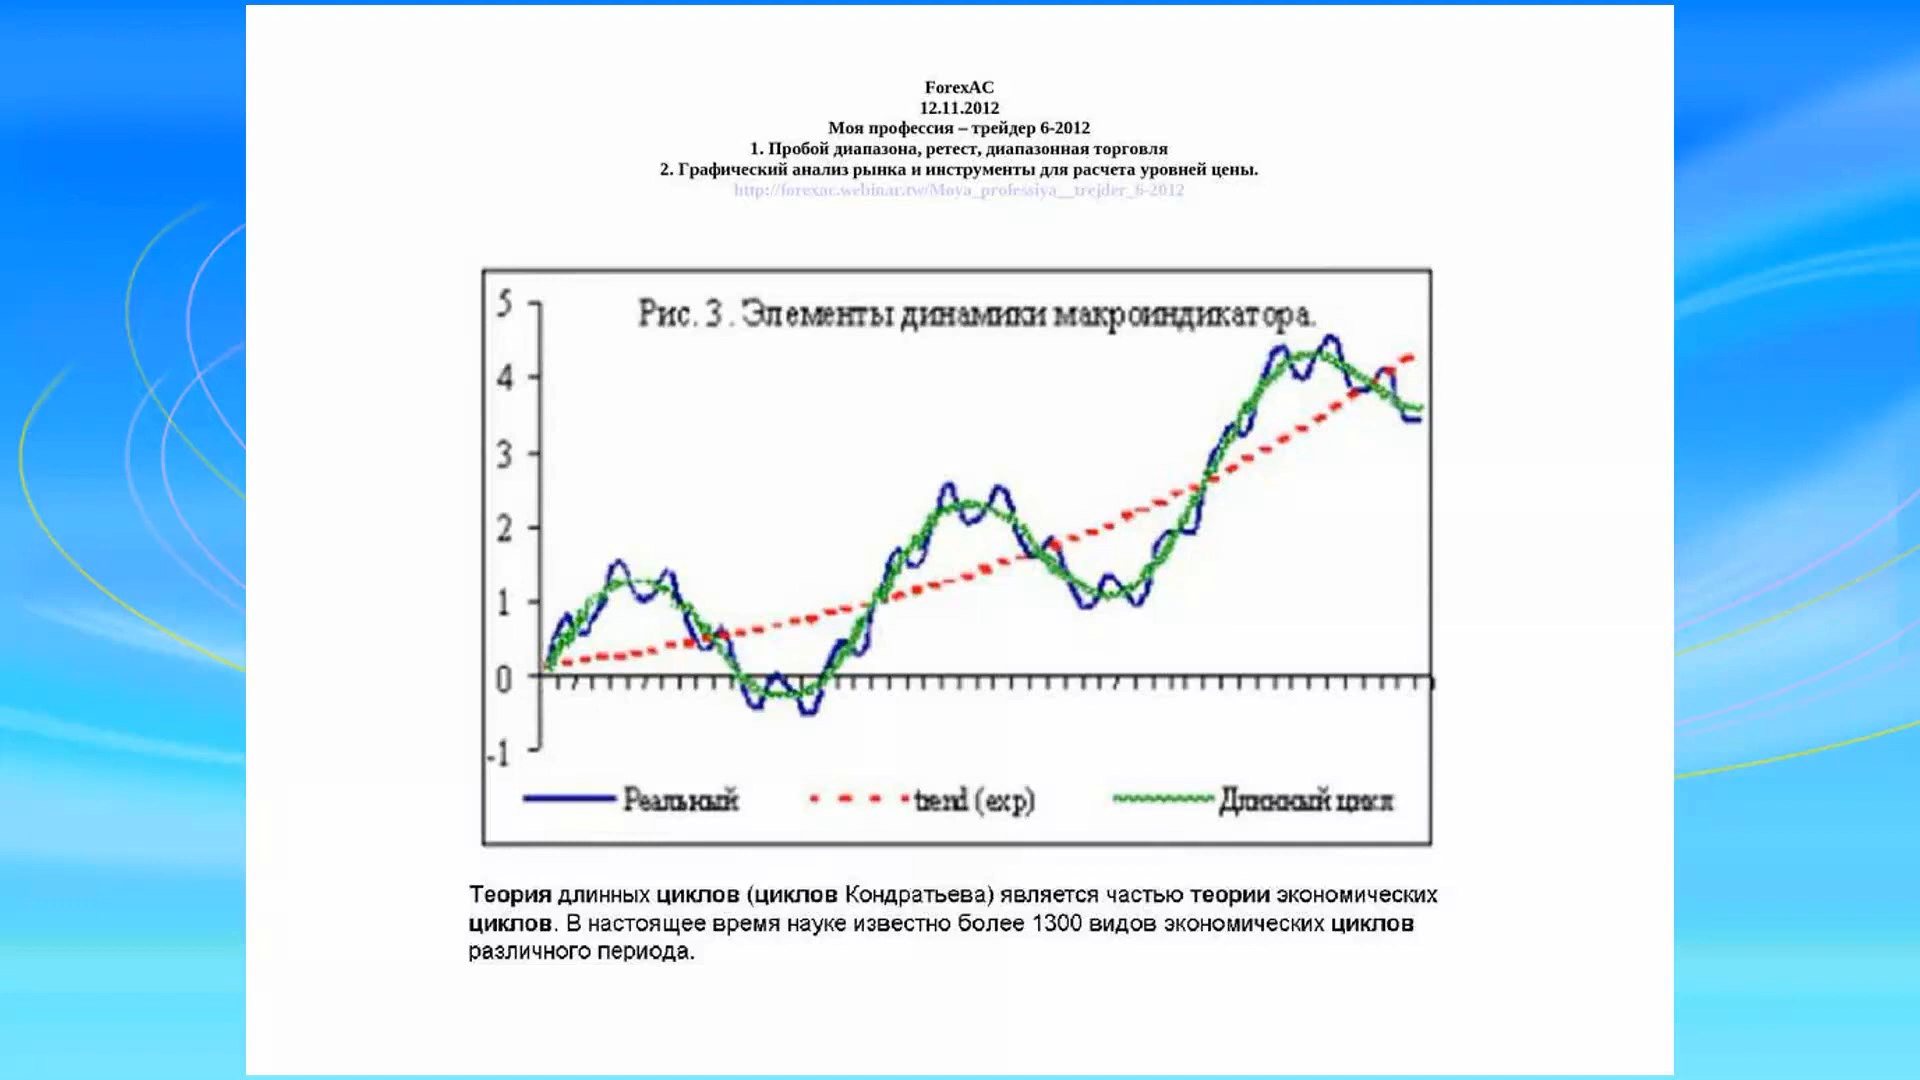 ForexAC
12.11.2012
Моя профессия – трейдер 6-2012
1. Пробой диапазона, ретест, диапазонная торговля
2. Графический анализ рынка и инструменты для расчета уровней цены.
http://forexac.webinar.tw/Moya_professiya__trejder_6-2012
Рис. 3 . Элементы динамики макроиндикатора.
5
4
3
2
1
0
-1
Реальный trend (exp) Длинный цикл
Теория длинных циклов (циклов Кондратьева) является частью теории экономических
циклов. В настоящее время науке известно более 1300 видов экономических циклов
различного периода.